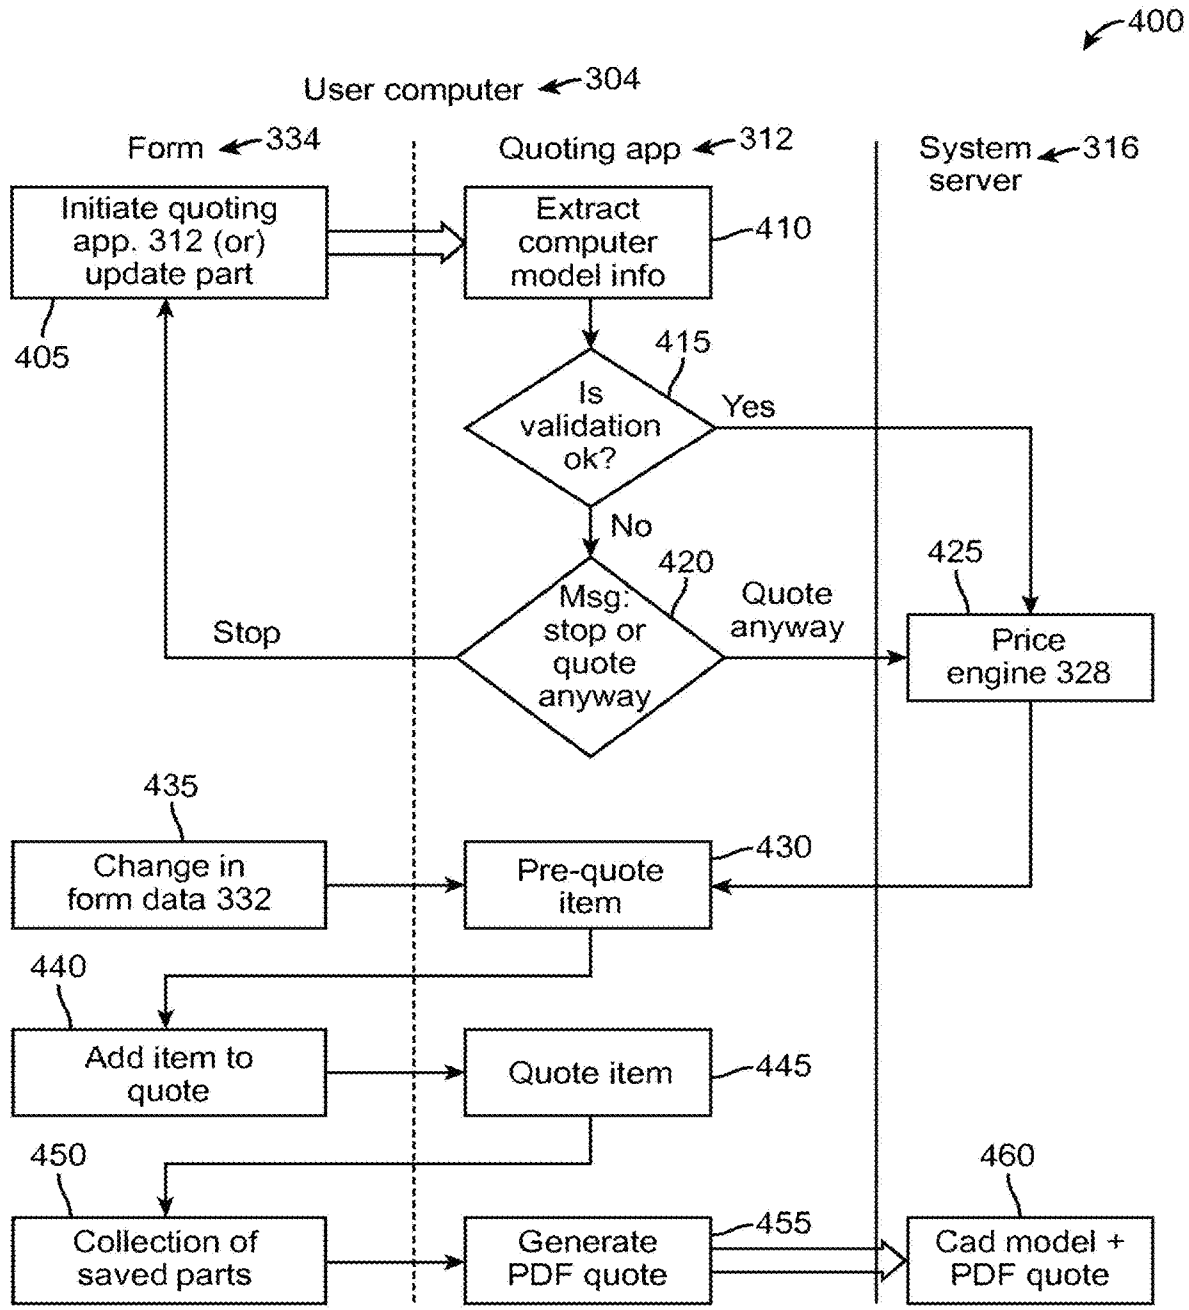 400
User computer
304
Form
334
Quoting app
312
System
server
316
Initiate quoting
app. 312 (or)
update part
405
Extract
computer
model info
410
415
Is
validation
ok?
Yes
No
420
Msg:
stop or
quote
anyway
Stop
Quote
anyway
425
Price
engine 328
435
Change in
form data 332
Pre-quote
item
430
440
Add item to
quote
Quote item
445
450
Collection of
saved parts
Generate
PDF quote
455
460
Cad model +
PDF quote